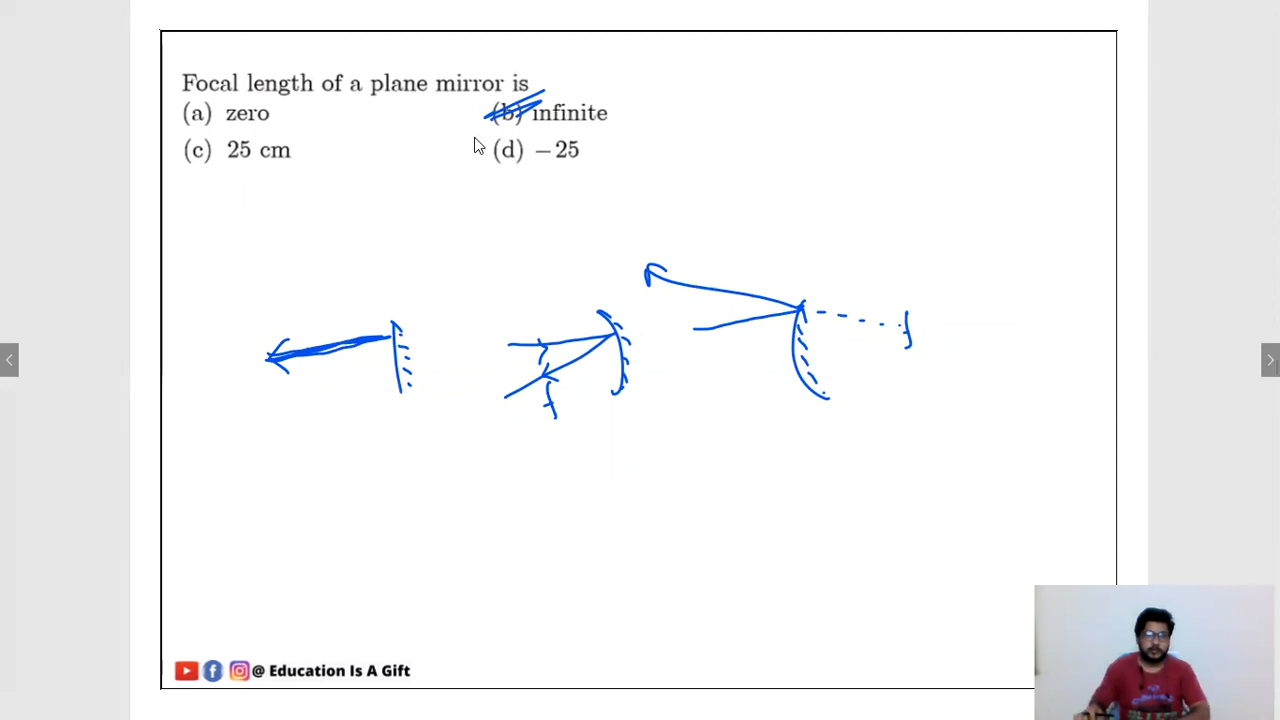 Focal length of a plane mirror is
(a) zero (b) infinite
(c) 25 cm (d) −25
f f
@ Education Is A Gift